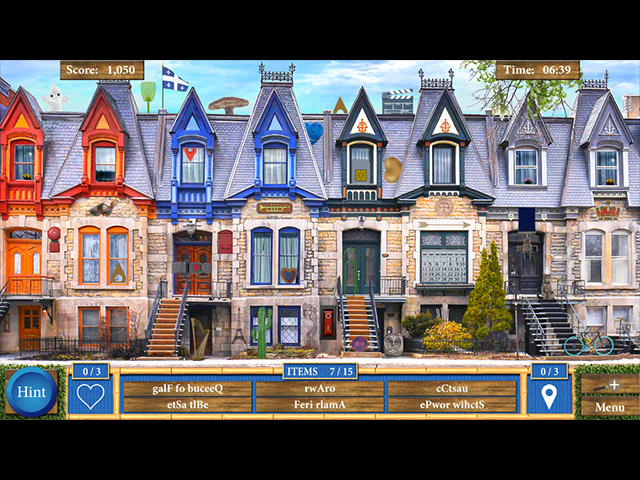 Score: 1,050
Time: 06:39
0 / 3
ITEMS 7 / 15
0 / 3
Hint
galF fo buceeQ
rwAro
cCtsau
+
etSa tlBe
Feri rlamA
ePwor wihctS
Menu